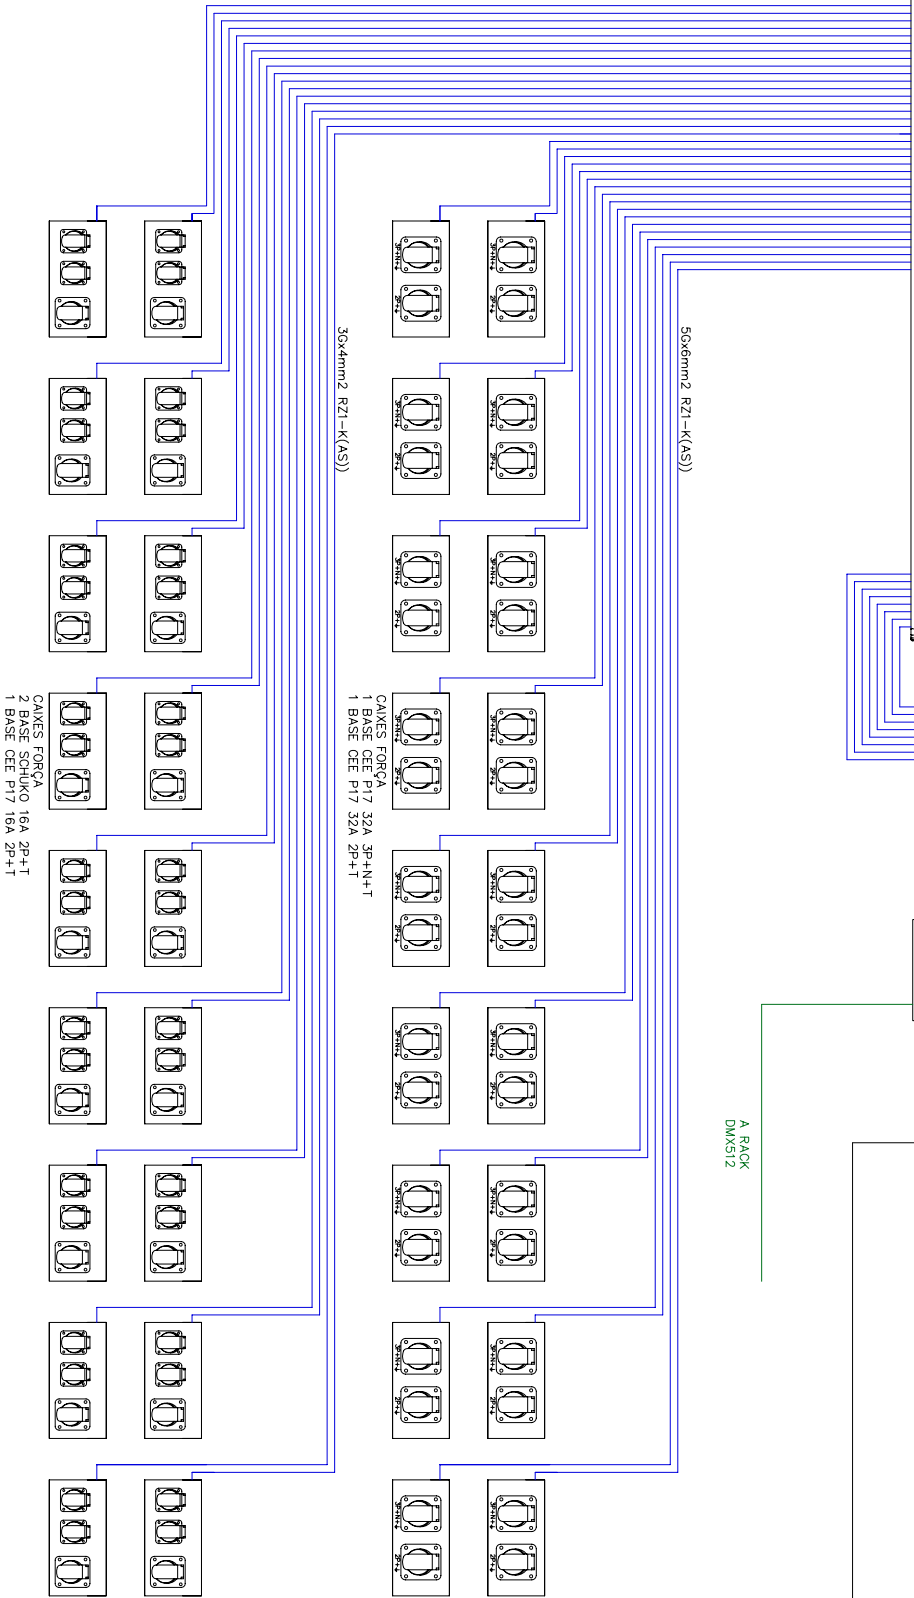 5Gx6mm2 RZ1-K(AS))
3Gx4mm2 RZ1-K(AS))
CAIXES FORÇA
1 BASE CEE P17 32A 3P+N+T
1 BASE CEE P17 32A 2P+T
CAIXES FORÇA
2 BASE SCHUKO 16A 2P+T
1 BASE CEE P17 16A 2P+T
A RACK
DMX512